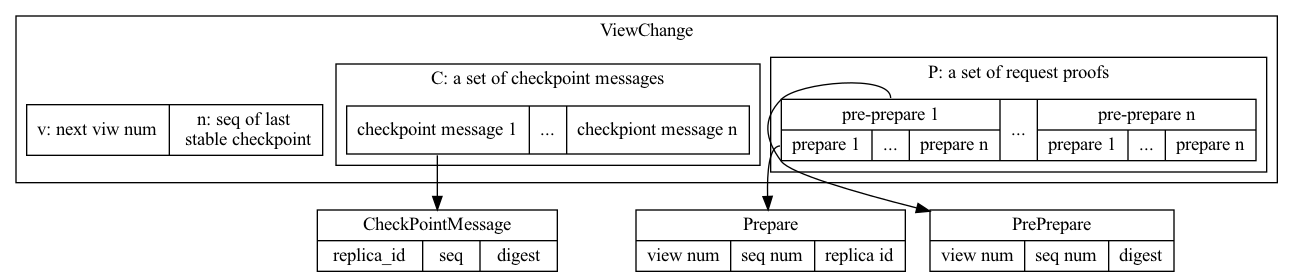 ViewChange
C: a set of checkpoint messages
P: a set of request proofs
v: next viw num
n: seq of last
stable checkpoint
checkpoint message 1
...
checkpiont message n
pre-prepare 1
...
pre-prepare n
prepare 1
...
prepare n
prepare 1
...
prepare n
CheckPointMessage
replica_id
seq
digest
Prepare
view num
seq num
replica id
PrePrepare
view num
seq num
digest